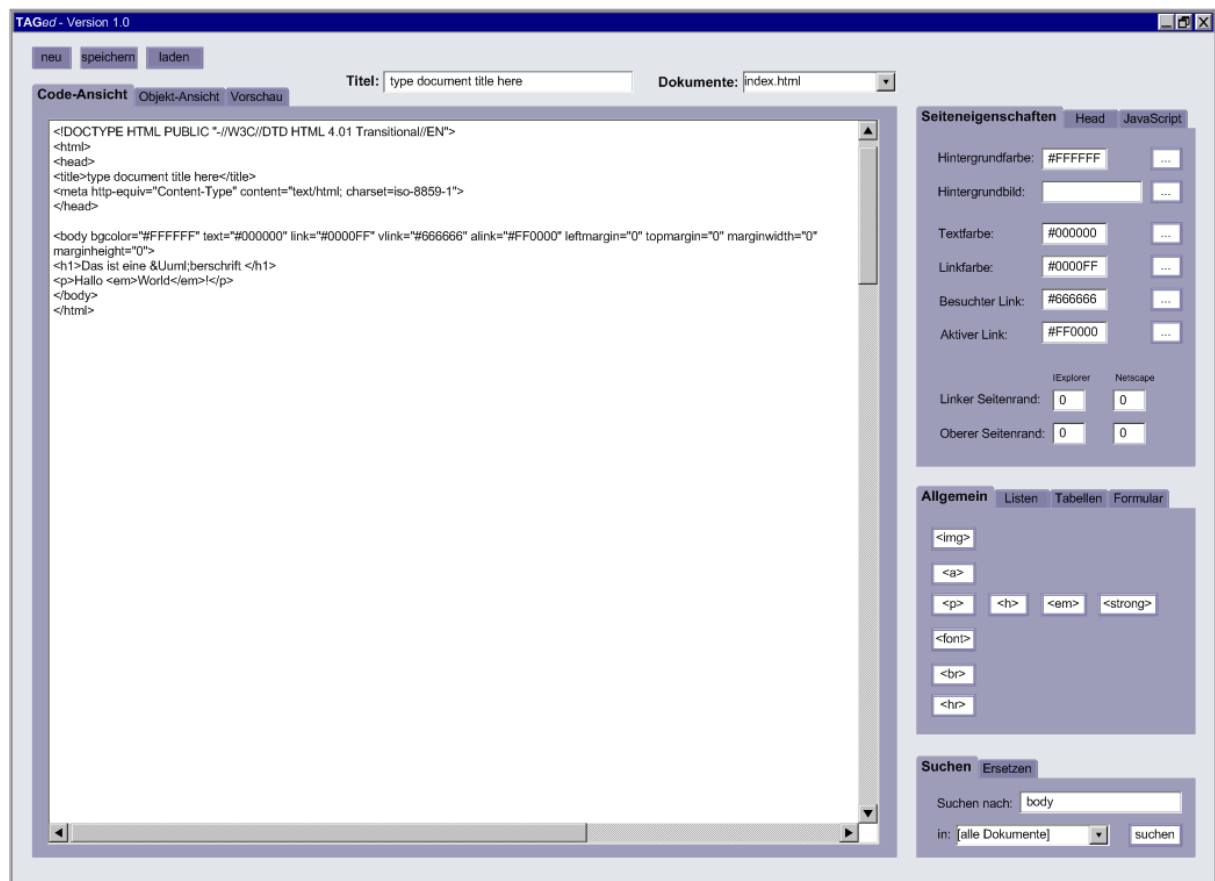 TAGed - Version 1.0
neu speichern laden
Titel: type document title here Dokumente: index.html
Code-Ansicht Objekt-Ansicht Vorschau
<!DOCTYPE HTML PUBLIC "-//W3C//DTD HTML 4.01 Transitional//EN">
<html>
<head>
<title>type document title here</title>
<meta http-equiv="Content-Type" content="text/html; charset=iso-8859-1">
</head>
<body bgcolor="#FFFFFF" text="#000000" link="#0000FF" vlink="#666666" alink="#FF0000" leftmargin="0" topmargin="0" marginwidth="0"
marginheight="0">
<h1>Das ist eine &Uuml;berschrift </h1>
<p>Hallo <em>World</em>!</p>
</body>
</html>
Seiteneigenschaften Head JavaScript
Hintergrundfarbe: #FFFFFF ...
Hintergrundbild: ...
Textfarbe: #000000 ...
Linkfarbe: #0000FF ...
Besuchter Link: #666666 ...
Aktiver Link: #FF0000 ...
IExplorer Netscape
Linker Seitenrand: 0 0
Oberer Seitenrand: 0 0
Allgemein Listen Tabellen Formular
<img>
<a>
<p> <h> <em> <strong>
<font>
<br>
<hr>
Suchen Ersetzen
Suchen nach: body
in: [alle Dokumente] suchen